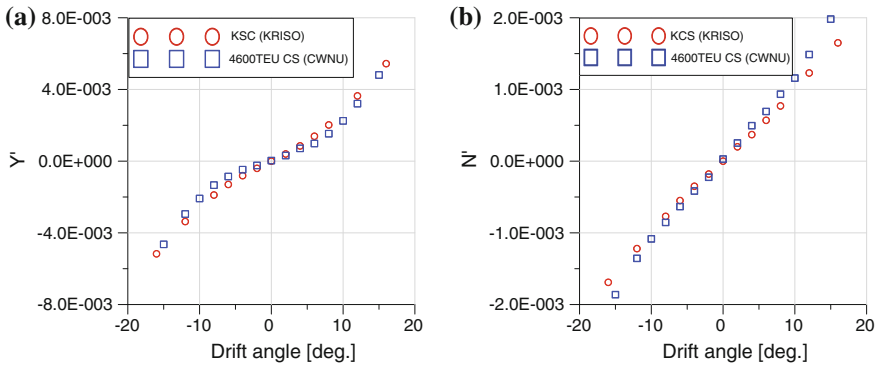 (a)
8.0E-003
4.0E-003
0.0E+000
-4.0E-003
-8.0E-003
Y'
KSC (KRISO)
4600TEU CS (CWNU)
-20
-10
0
10
20
Drift angle [deg.]
(b)
2.0E-003
1.0E-003
0.0E+000
-1.0E-003
-2.0E-003
N'
KCS (KRISO)
4600TEU CS (CWNU)
-20
-10
0
10
20
Drift angle [deg.]